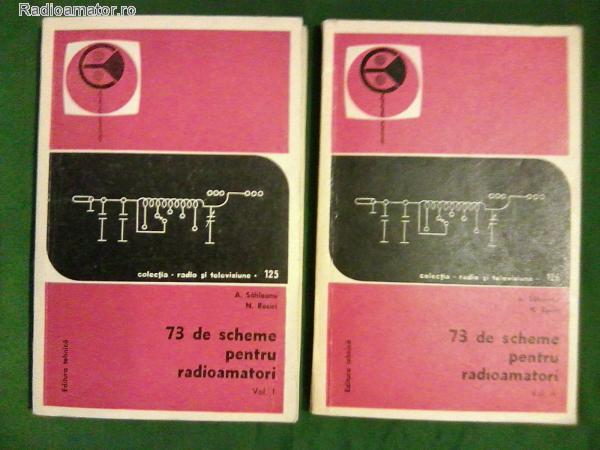 Radioamator.ro
colecția - radio și televiziune - 125
A. Săhleanu
N. Rosici
Editura tehnică
73 de scheme
pentru
radioamatori
Vol. I
colecția - radio și televiziune - 126
A. Săhleanu
Editura tehnică
73 de scheme
pentru
radioamatori